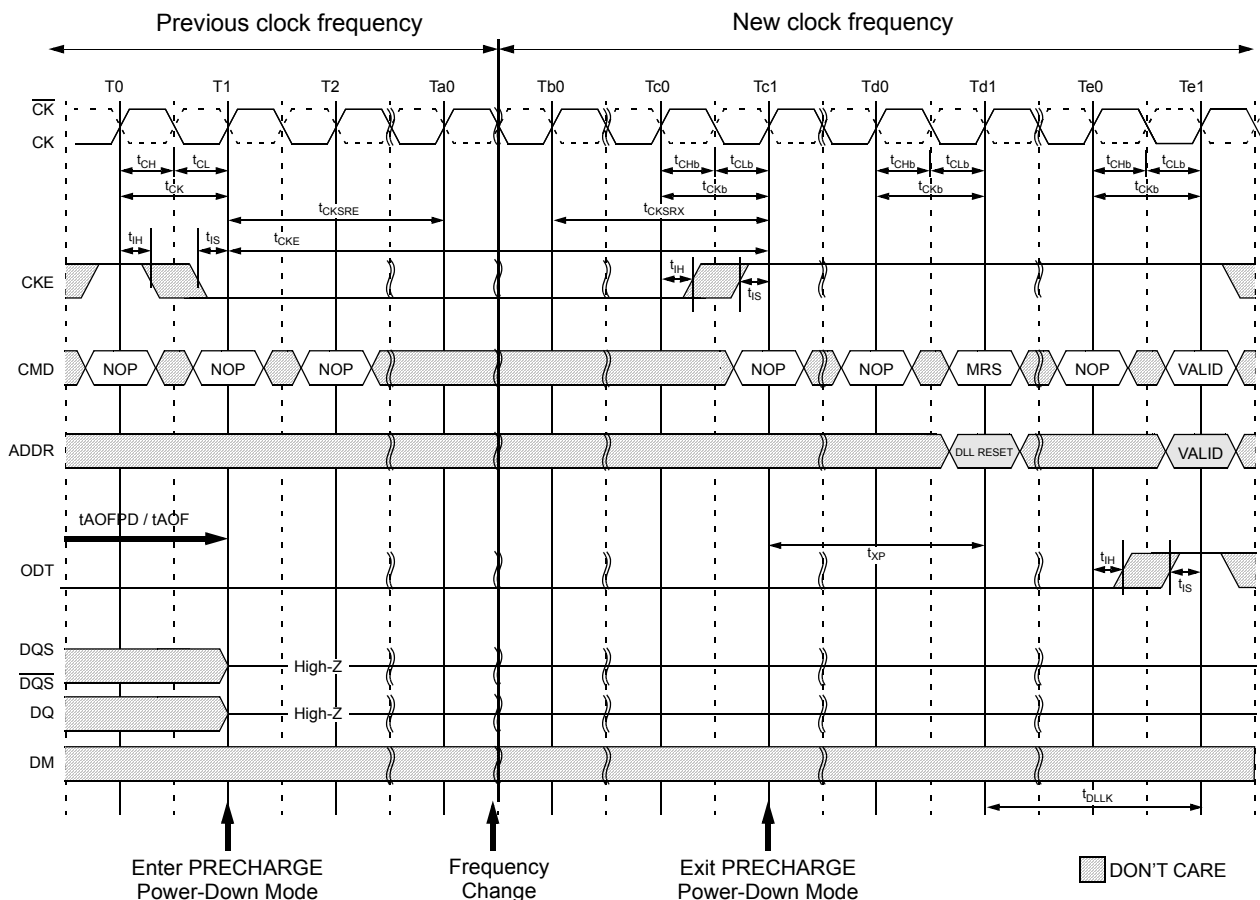 Previous clock frequency New clock frequency
T0 T1 T2 Ta0 Tb0 Tc0 Tc1 Td0 Td1 Te0 Te1
CK
CK
tCH tCL tCHb tCLb tCHb tCLb tCHb tCLb
tCK tCKb tCKb tCKb
tCKSRE tCKSRX
tIH tIS tCKE
tIH
tIS
CKE
CMD NOP NOP NOP NOP NOP MRS NOP VALID
ADDR DLL RESET VALID
tAOFPD / tAOF
tXP
tIH
tIS
ODT
DQS
High-Z
DQS
DQ High-Z
DM
tDLLK
Enter PRECHARGE
Power-Down Mode
Frequency
Change
Exit PRECHARGE
Power-Down Mode
DON'T CARE